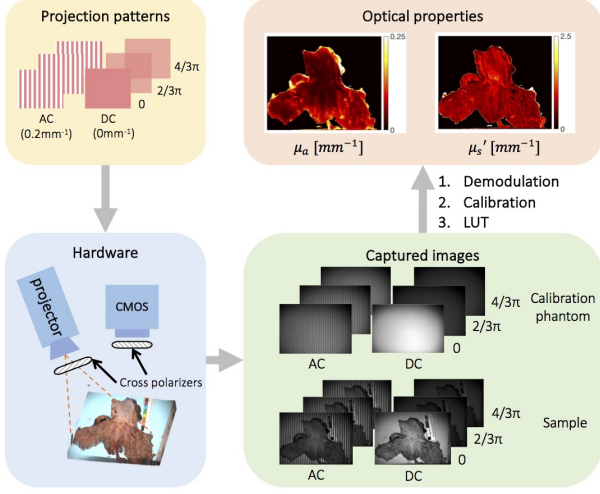 Projection patterns
4/3π
2/3π
0
AC
(0.2mm⁻¹)
DC
(0mm⁻¹)
Optical properties
0.25
0
μₐ [mm⁻¹]
2.5
0
μₛ' [mm⁻¹]
1. Demodulation
2. Calibration
3. LUT
Hardware
projector
CMOS
Cross polarizers
Captured images
4/3π
2/3π
0
AC
DC
Calibration
phantom
4/3π
2/3π
0
AC
DC
Sample